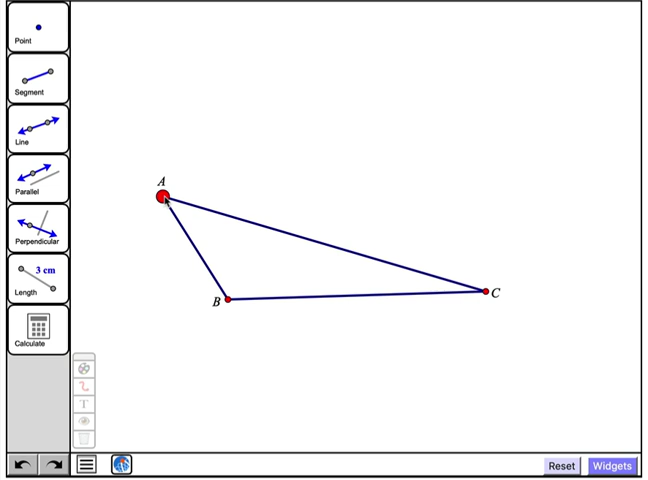 Point
Segment
Line
Parallel
Perpendicular
3 cm
Length
Calculate
A
B
C
T
Reset
Widgets